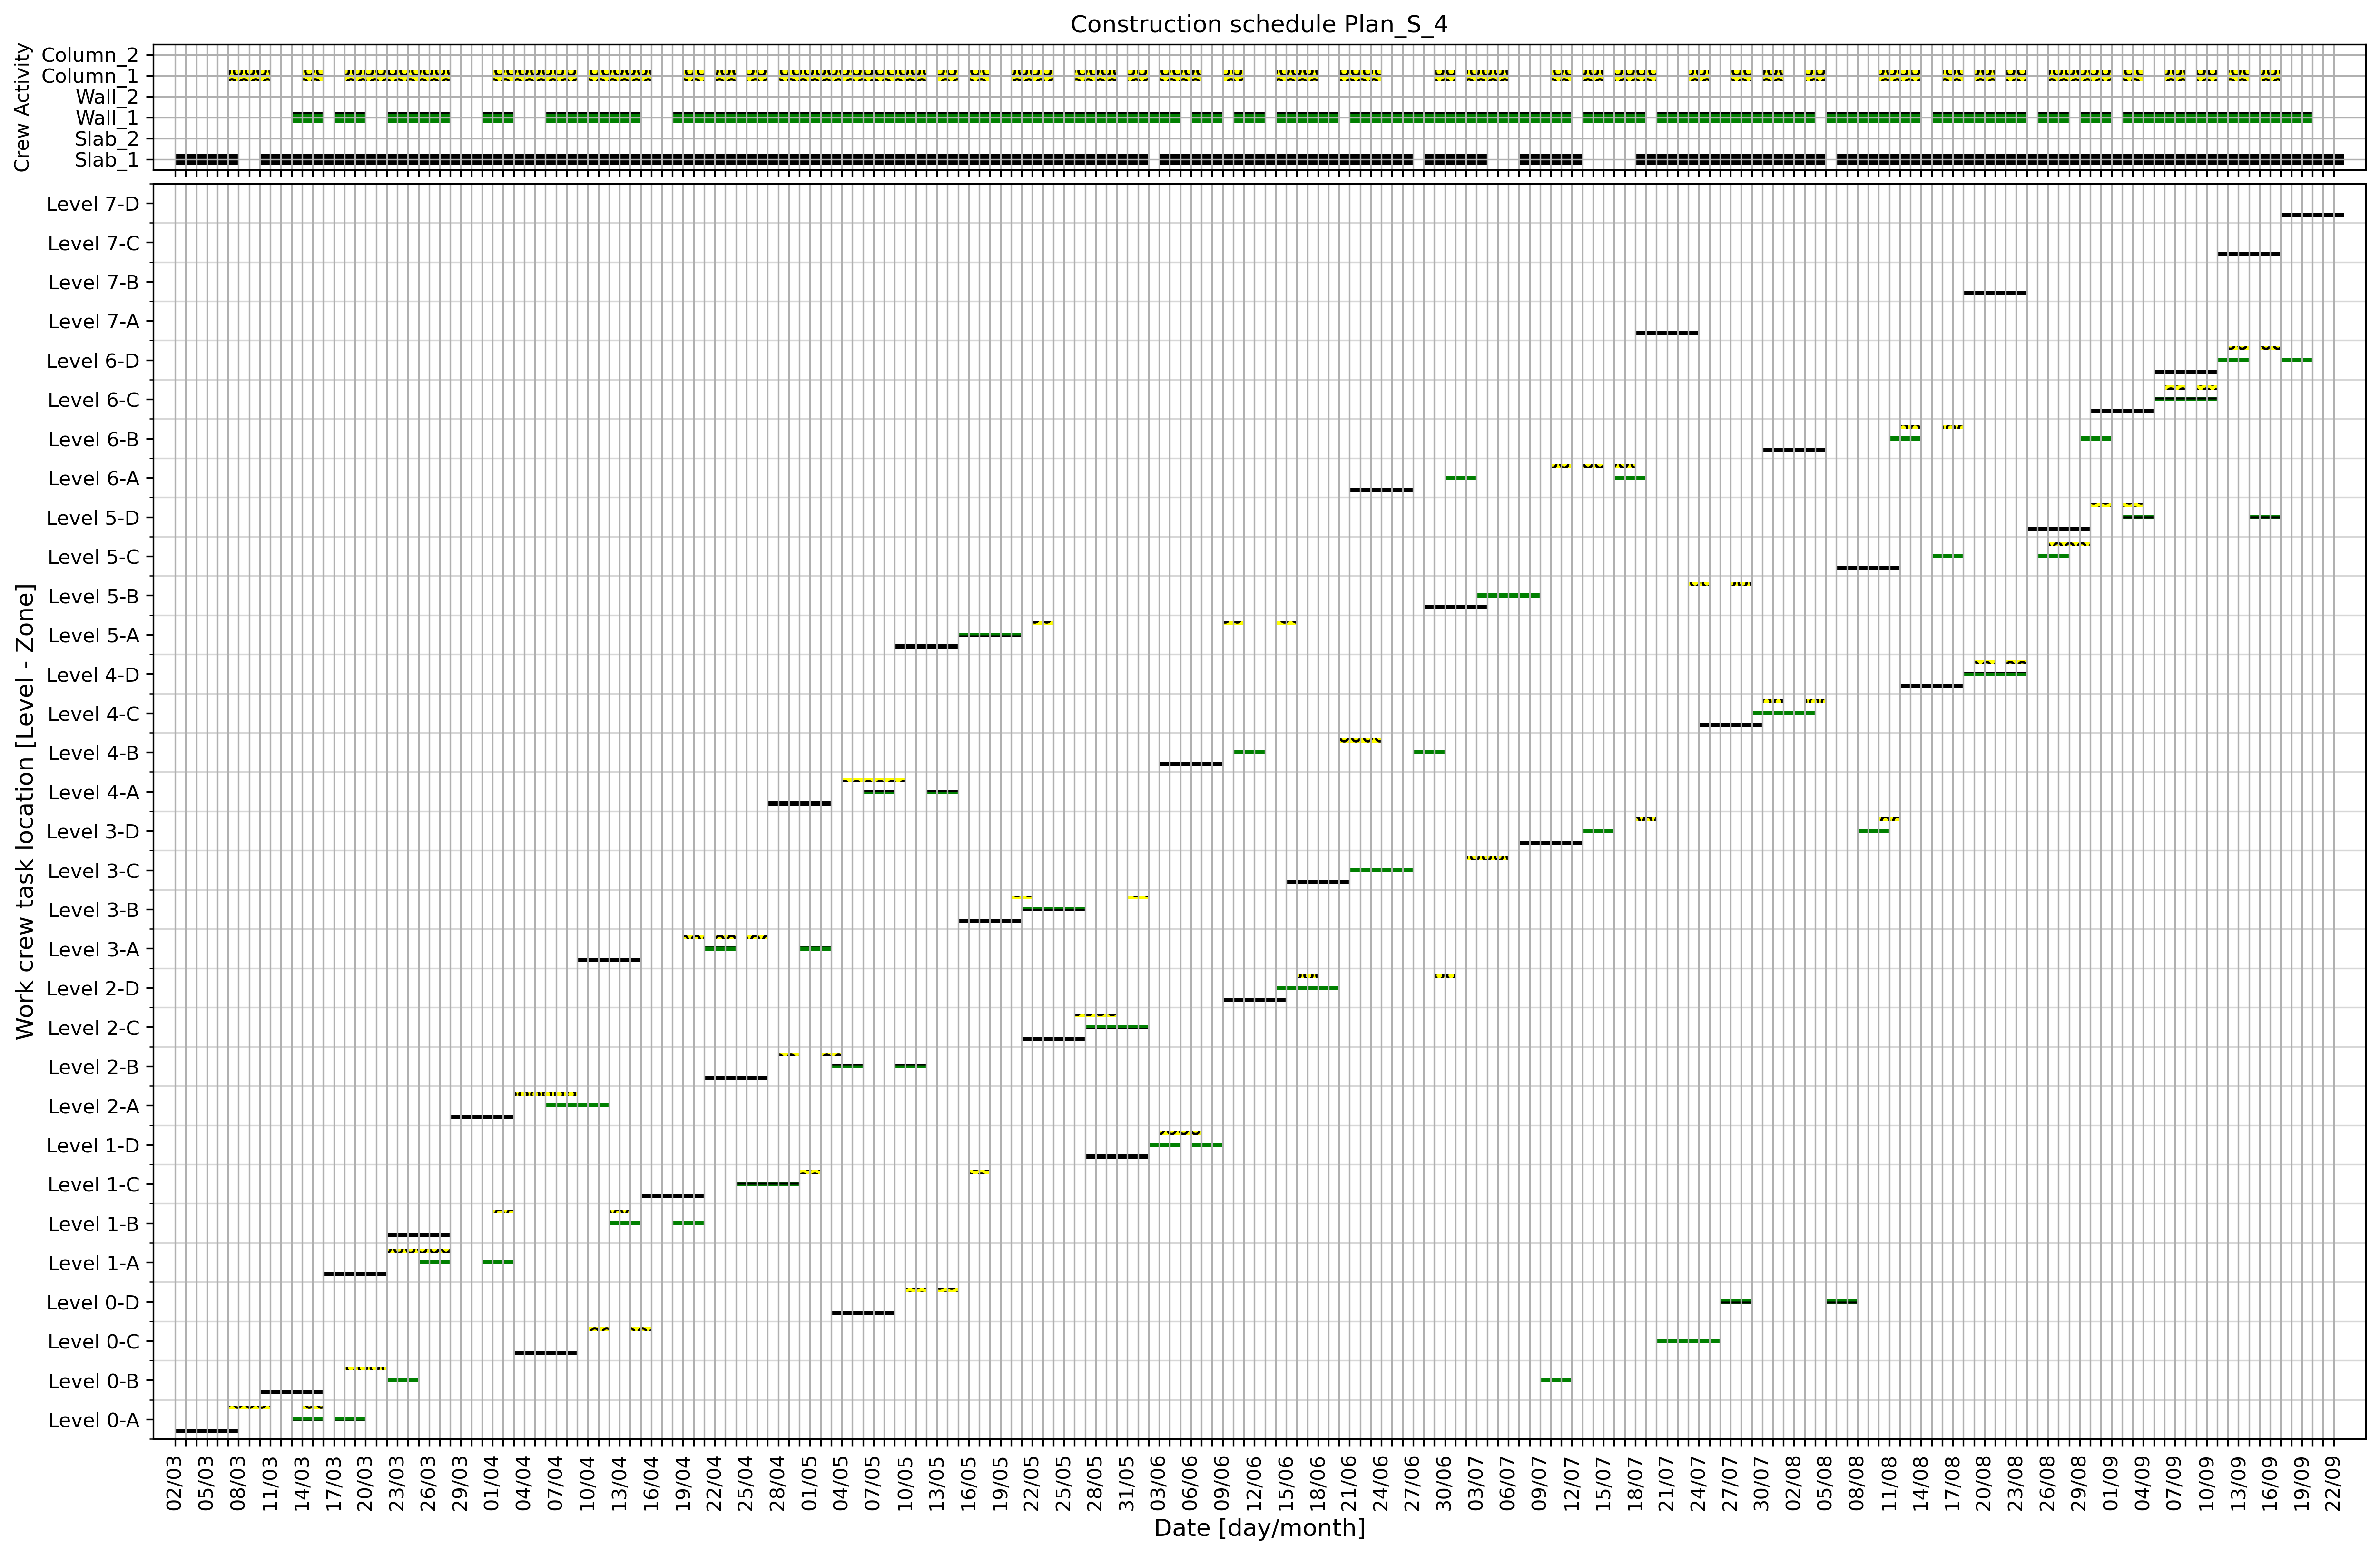 Construction schedule Plan_S_4
Crew Activity
Column_2
Column_1
Wall_2
Wall_1
Slab_2
Slab_1
Work crew task location [Level - Zone]
Level 7-D
Level 7-C
Level 7-B
Level 7-A
Level 6-D
Level 6-C
Level 6-B
Level 6-A
Level 5-D
Level 5-C
Level 5-B
Level 5-A
Level 4-D
Level 4-C
Level 4-B
Level 4-A
Level 3-D
Level 3-C
Level 3-B
Level 3-A
Level 2-D
Level 2-C
Level 2-B
Level 2-A
Level 1-D
Level 1-C
Level 1-B
Level 1-A
Level 0-D
Level 0-C
Level 0-B
Level 0-A
02/03
05/03
08/03
11/03
14/03
17/03
20/03
23/03
26/03
29/03
01/04
04/04
07/04
10/04
13/04
16/04
19/04
22/04
25/04
28/04
01/05
04/05
07/05
10/05
13/05
16/05
19/05
22/05
25/05
28/05
31/05
03/06
06/06
09/06
12/06
15/06
18/06
21/06
24/06
27/06
30/06
03/07
06/07
09/07
12/07
15/07
18/07
21/07
24/07
27/07
30/07
02/08
05/08
08/08
11/08
14/08
17/08
20/08
23/08
26/08
29/08
01/09
04/09
07/09
10/09
13/09
16/09
19/09
22/09
Date [day/month]